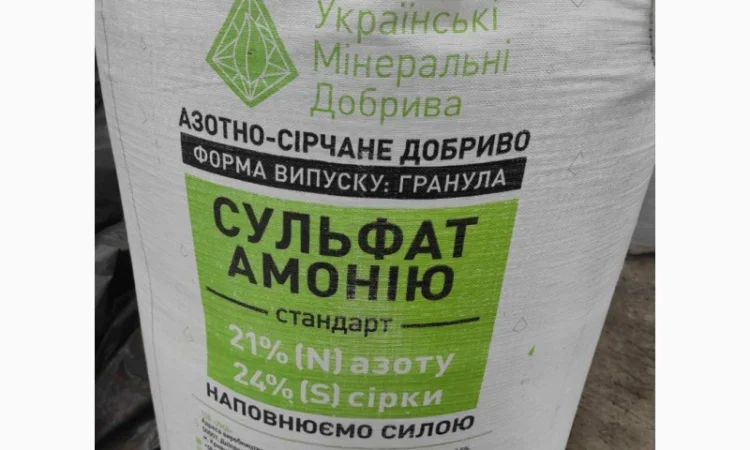 Українські
Мінеральні
Добрива
АЗОТНО-СІРЧАНЕ ДОБРИВО
ФОРМА ВИПУСКУ: ГРАНУЛА
СУЛЬФАТ
АМОНІЮ
стандарт
21% (N) азоту
24% (S) сірки
НАПОВНЮЄМО СИЛОЮ